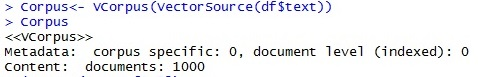 > Corpus<- VCorpus(VectorSource(df$text))
> Corpus
<<VCorpus>>
Metadata:  corpus specific: 0, document level (indexed): 0
Content:  documents: 1000